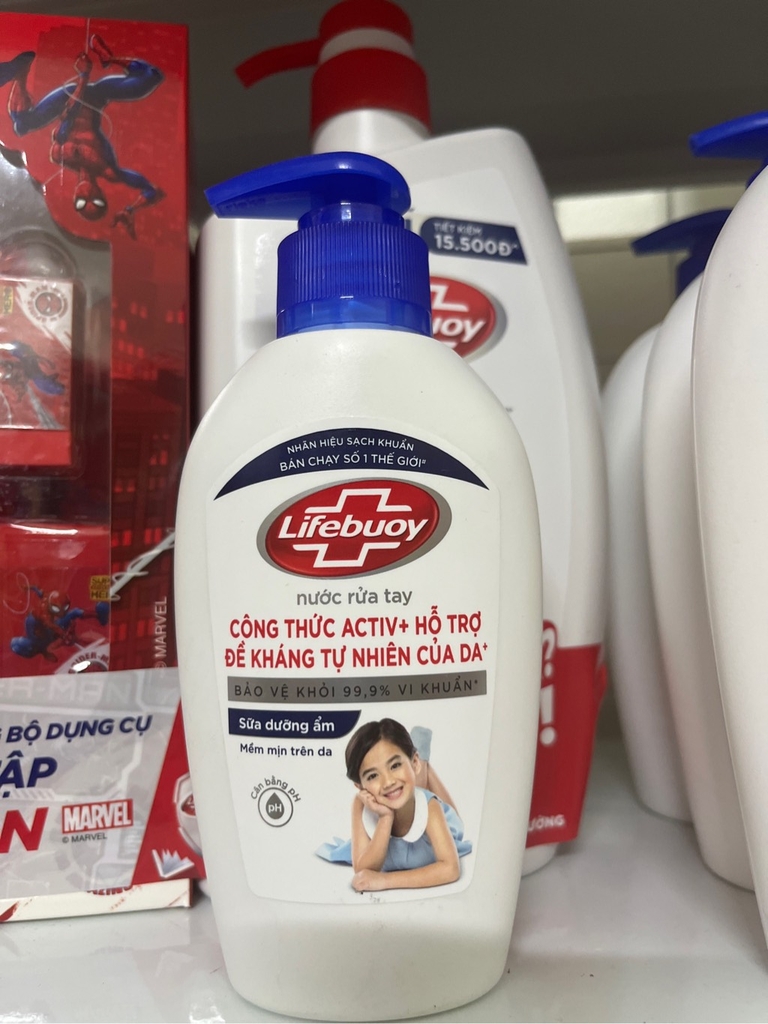 TIẾT KIỆM
15.500Đ*
NHÃN HIỆU SẠCH KHUẨN
BÁN CHẠY SỐ 1 THẾ GIỚI#
Lifebuoy
nước rửa tay
CÔNG THỨC ACTIV+ HỖ TRỢ
ĐỀ KHÁNG TỰ NHIÊN CỦA DA+
BẢO VỆ KHỎI 99,9% VI KHUẨN*
Sữa dưỡng ẩm
Mềm mịn trên da
Cân bằng pH
pH
MARVEL
BỘ DỤNG CỤ
MARVEL
© MARVEL